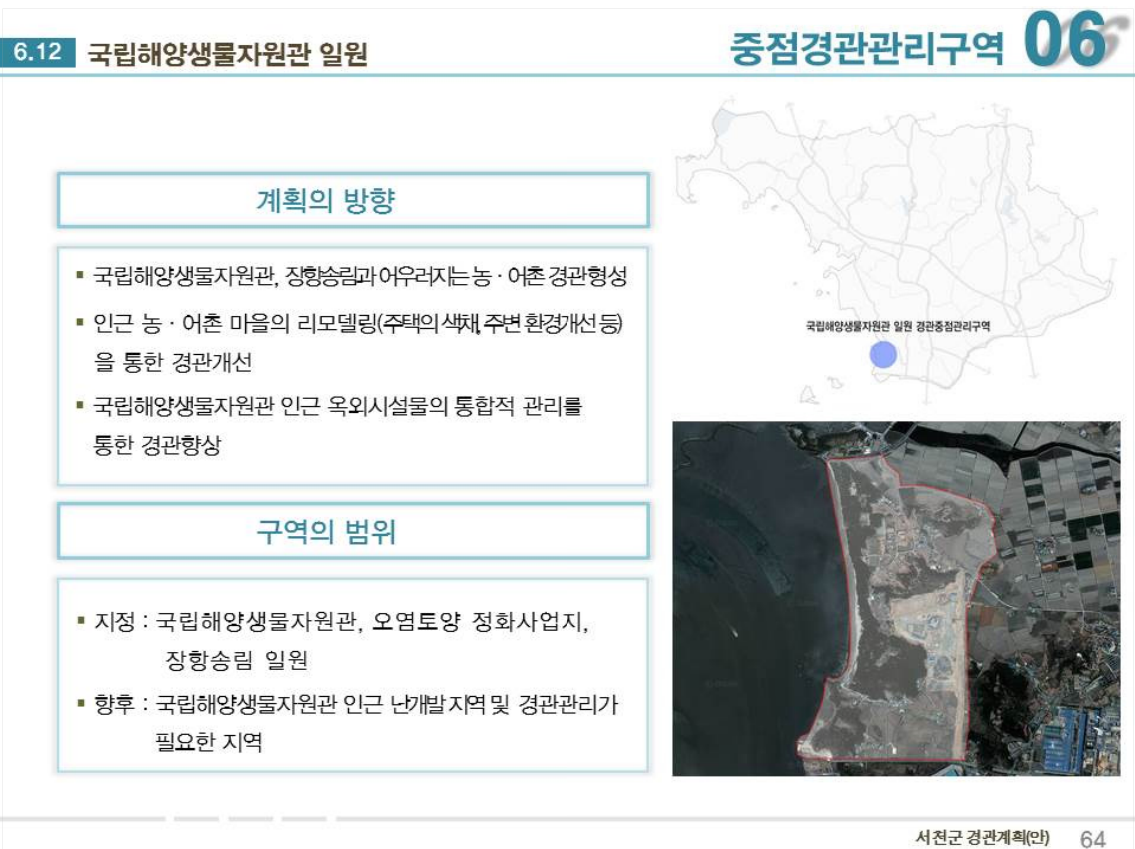 6.12 국립해양생물자원관 일원
중점경관관리구역 06
계획의 방향
▪ 국립해양생물자원관, 장항송림과 어우러지는 농·어촌 경관형성
▪ 인근 농·어촌 마을의 리모델링(주택의 색채, 주변 환경개선 등)
을 통한 경관개선
▪ 국립해양생물자원관 인근 옥외시설물의 통합적 관리를
통한 경관향상
구역의 범위
▪ 지정 : 국립해양생물자원관, 오염토양 정화사업지,
장항송림 일원
▪ 향후 : 국립해양생물자원관 인근 난개발 지역 및 경관관리가
필요한 지역
국립해양생물자원관 일원 경관중점관리구역
서천군 경관계획(안) 64